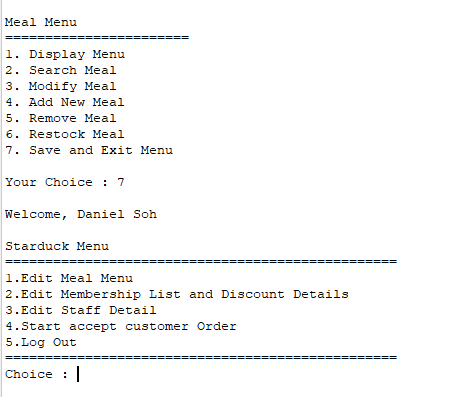 Meal Menu
=======================
1. Display Menu
2. Search Meal
3. Modify Meal
4. Add New Meal
5. Remove Meal
6. Restock Meal
7. Save and Exit Menu
Your Choice : 7
Welcome, Daniel Soh
Starduck Menu
=================================================
1.Edit Meal Menu
2.Edit Membership List and Discount Details
3.Edit Staff Detail
4.Start accept customer Order
5.Log Out
=================================================
Choice :